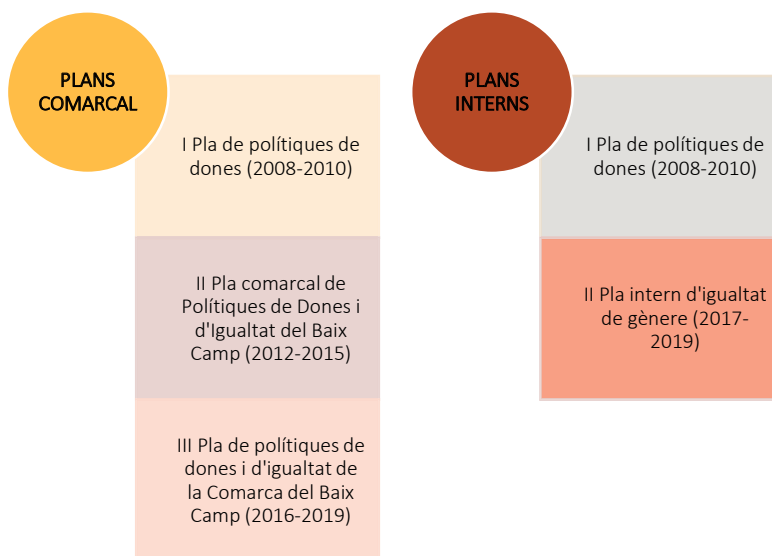 PLANS
COMARCAL
I Pla de polítiques de
dones (2008-2010)
II Pla comarcal de
Polítiques de Dones i
d'Igualtat del Baix
Camp (2012-2015)
III Pla de polítiques de
dones i d'igualtat de
la Comarca del Baix
Camp (2016-2019)
PLANS
INTERNS
I Pla de polítiques de
dones (2008-2010)
II Pla intern d'igualtat
de gènere (2017-
2019)